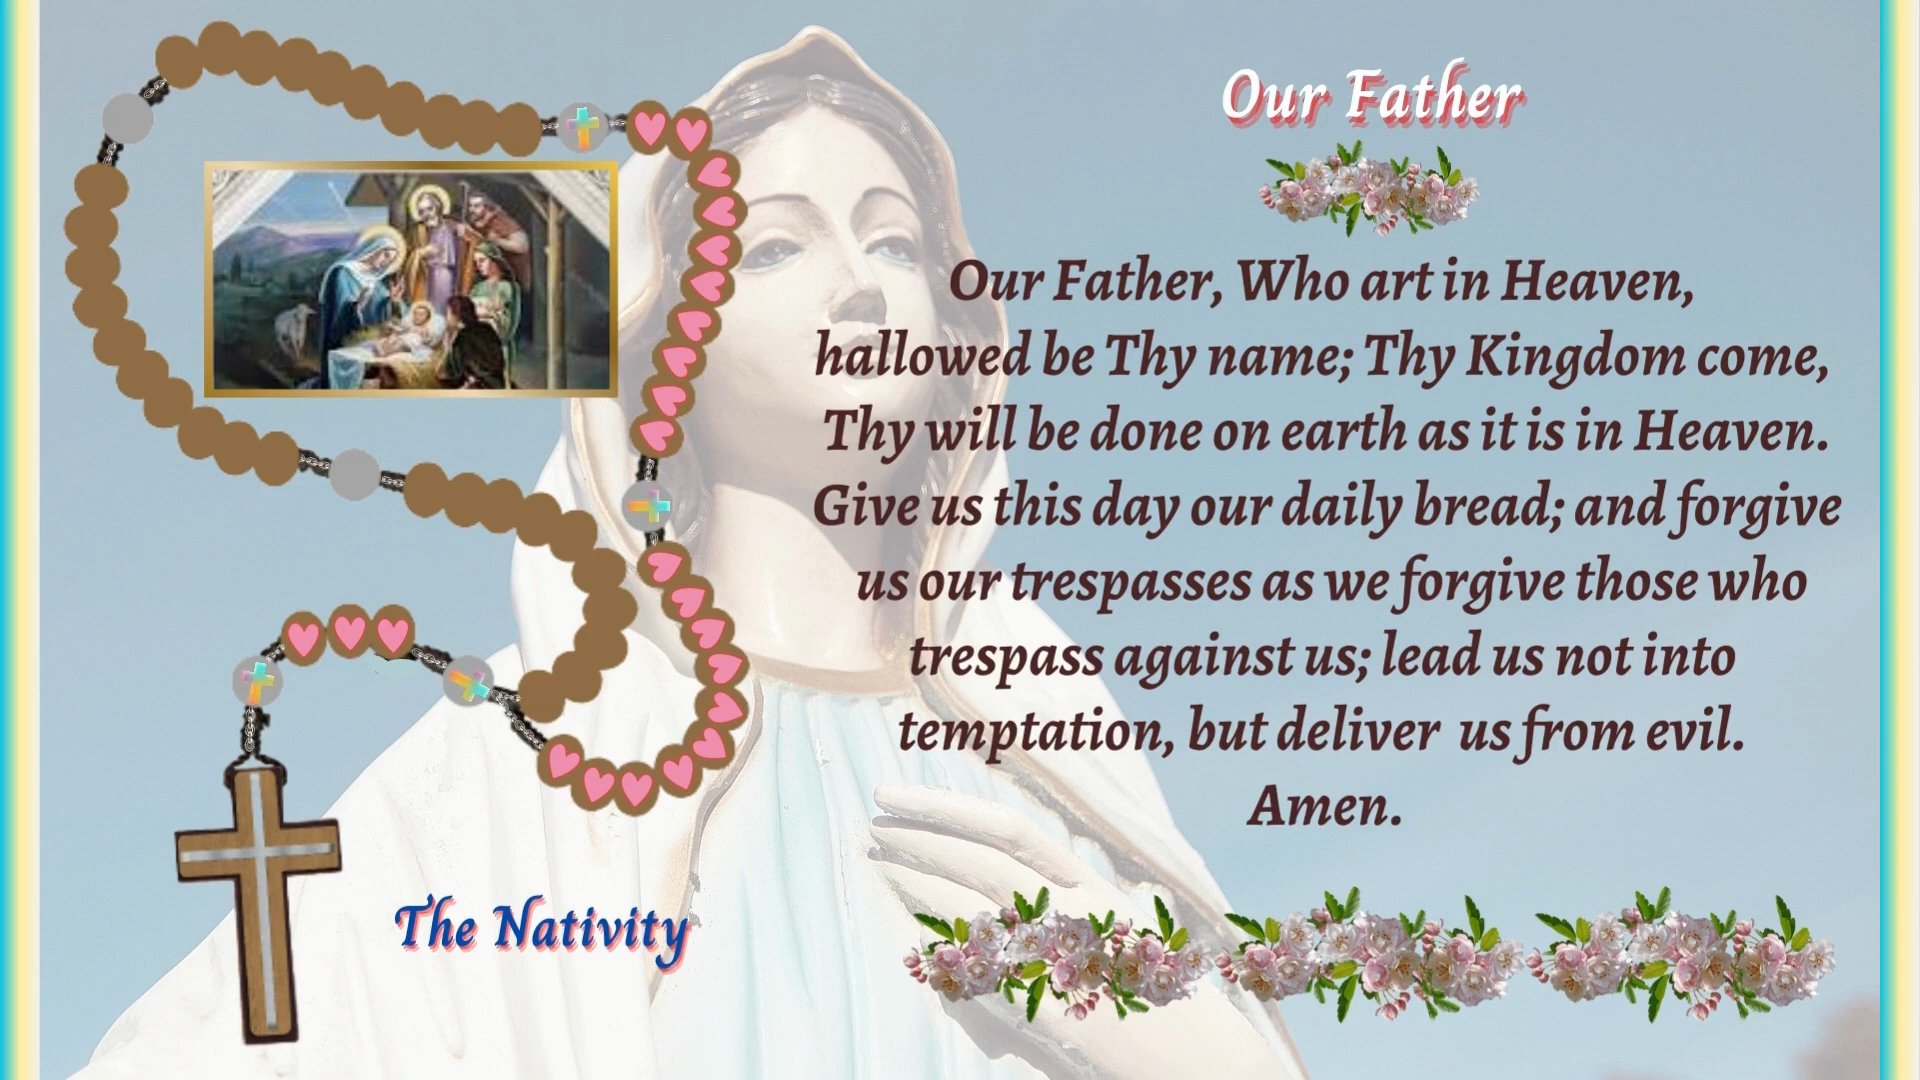 Our Father
Our Father, Who art in Heaven,
hallowed be Thy name; Thy Kingdom come,
Thy will be done on earth as it is in Heaven.
Give us this day our daily bread; and forgive
us our trespasses as we forgive those who
trespass against us; lead us not into
temptation, but deliver us from evil.
Amen.
The Nativity